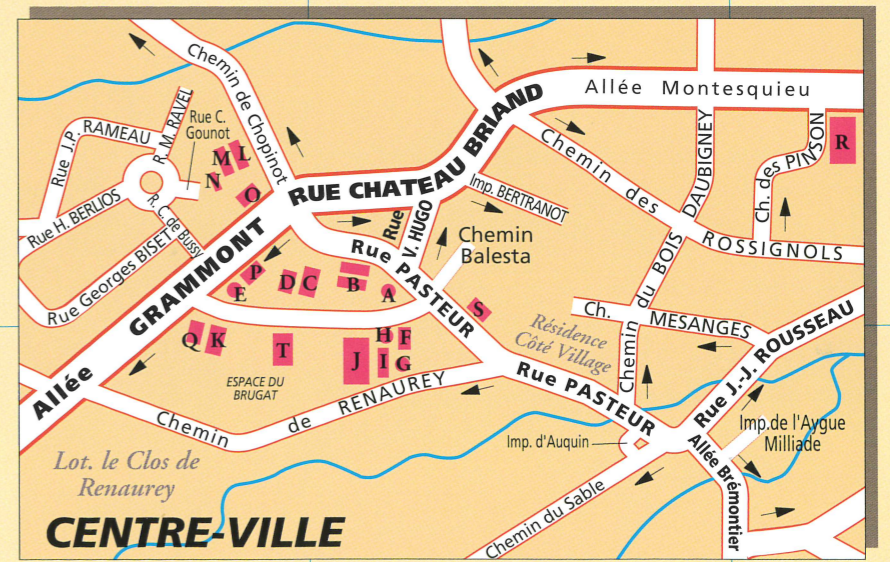 Chemin de Chopinot
Allée Montesquieu
R. M. RAVEL
Rue C.
Gounot
Rue J.P. RAMEAU
M
L
N
O
R
RUE CHATEAU BRIAND
Chemin des ROSSIGNOLS
DAUBIGNEY
Ch. des PINSON
Imp. BERTRANOT
Rue V. HUGO
Rue H. BERLIOS
R. C. de Bussy
Rue Georges BISET
Chemin
Balesta
Rue PASTEUR
Allée GRAMMONT
P
E
D
C
B
A
S
Q
K
T
J
H
F
I
G
Ch. MESANGES
Chemin du BOIS
Résidence
Côté Village
Rue J.-J. ROUSSEAU
ESPACE DU
BRUGAT
Chemin de RENAUREY
Rue PASTEUR
Imp. d'Auquin
Imp.de l'Aygue
Milliade
Allée Brémontier
Lot. le Clos de
Renaurey
Chemin du Sable
CENTRE-VILLE